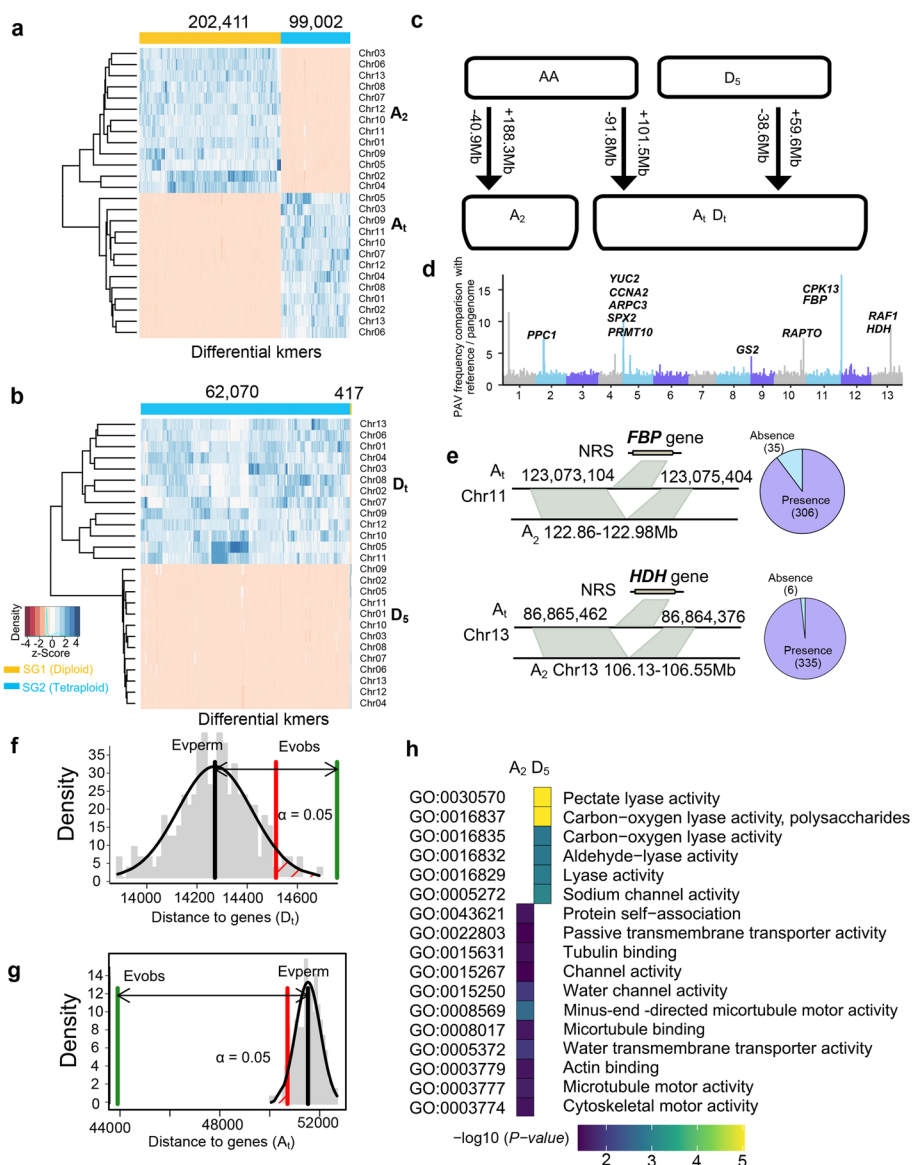 a
202,411
99,002
Chr03
Chr06
Chr13
Chr08
Chr07
Chr12
Chr10
Chr11
Chr01
Chr09
Chr05
Chr02
Chr04
A2
Chr05
Chr03
Chr09
Chr11
Chr10
Chr07
Chr12
Chr04
Chr08
Chr01
Chr02
Chr13
Chr06
At
Differential kmers
b
62,070
417
Chr13
Chr06
Chr01
Chr04
Chr03
Chr08
Chr02
Chr07
Chr09
Chr12
Chr10
Chr05
Chr11
Dt
Chr09
Chr02
Chr05
Chr11
Chr01
Chr10
Chr03
Chr08
Chr07
Chr06
Chr13
Chr12
Chr04
D5
Density
-4 -2 0 2 4
z-Score
SG1 (Diploid)
SG2 (Tetraploid)
Differential kmers
c
AA
D5
-40.9Mb
+188.3Mb
-91.8Mb
+101.5Mb
-38.6Mb
+59.6Mb
A2
At Dt
d
PAV frequency comparison with
reference / pangenome
15
10
5
0
PPC1
YUC2
CCNA2
ARPC3
SPX2
PRMT10
GS2
RAPTO
CPK13
FBP
RAF1
HDH
1 2 3 4 5 6 7 8 9 10 11 12 13
e
FBP gene
NRS
At
123,073,104
123,075,404
Chr11
A2 122.86-122.98Mb
Absence
(35)
Presence
(306)
HDH gene
NRS
At
86,865,462
86,864,376
Chr13
A2 Chr13 106.13-106.55Mb
Absence
(6)
Presence
(335)
f
Evperm
Evobs
α = 0.05
Density
35
30
25
20
15
10
5
0
14000 14200 14400 14600
Distance to genes (Dt)
g
Evobs
Evperm
α = 0.05
Density
14
12
10
8
6
4
2
0
44000
48000
52000
Distance to genes (At)
h
A2 D5
GO:0030570 Pectate lyase activity
GO:0016837 Carbon−oxygen lyase activity, polysaccharides
GO:0016835 Carbon−oxygen lyase activity
GO:0016832 Aldehyde−lyase activity
GO:0016829 Lyase activity
GO:0005272 Sodium channel activity
GO:0043621 Protein self−association
GO:0022803 Passive transmembrane transporter activity
GO:0015631 Tubulin binding
GO:0015267 Channel activity
GO:0015250 Water channel activity
GO:0008569 Minus−end -directed micortubule motor activity
GO:0008017 Micortubule binding
GO:0005372 Water transmembrane transporter activity
GO:0003779 Actin binding
GO:0003777 Microtubule motor activity
GO:0003774 Cytoskeletal motor activity
−log10 (P-value)
2 3 4 5